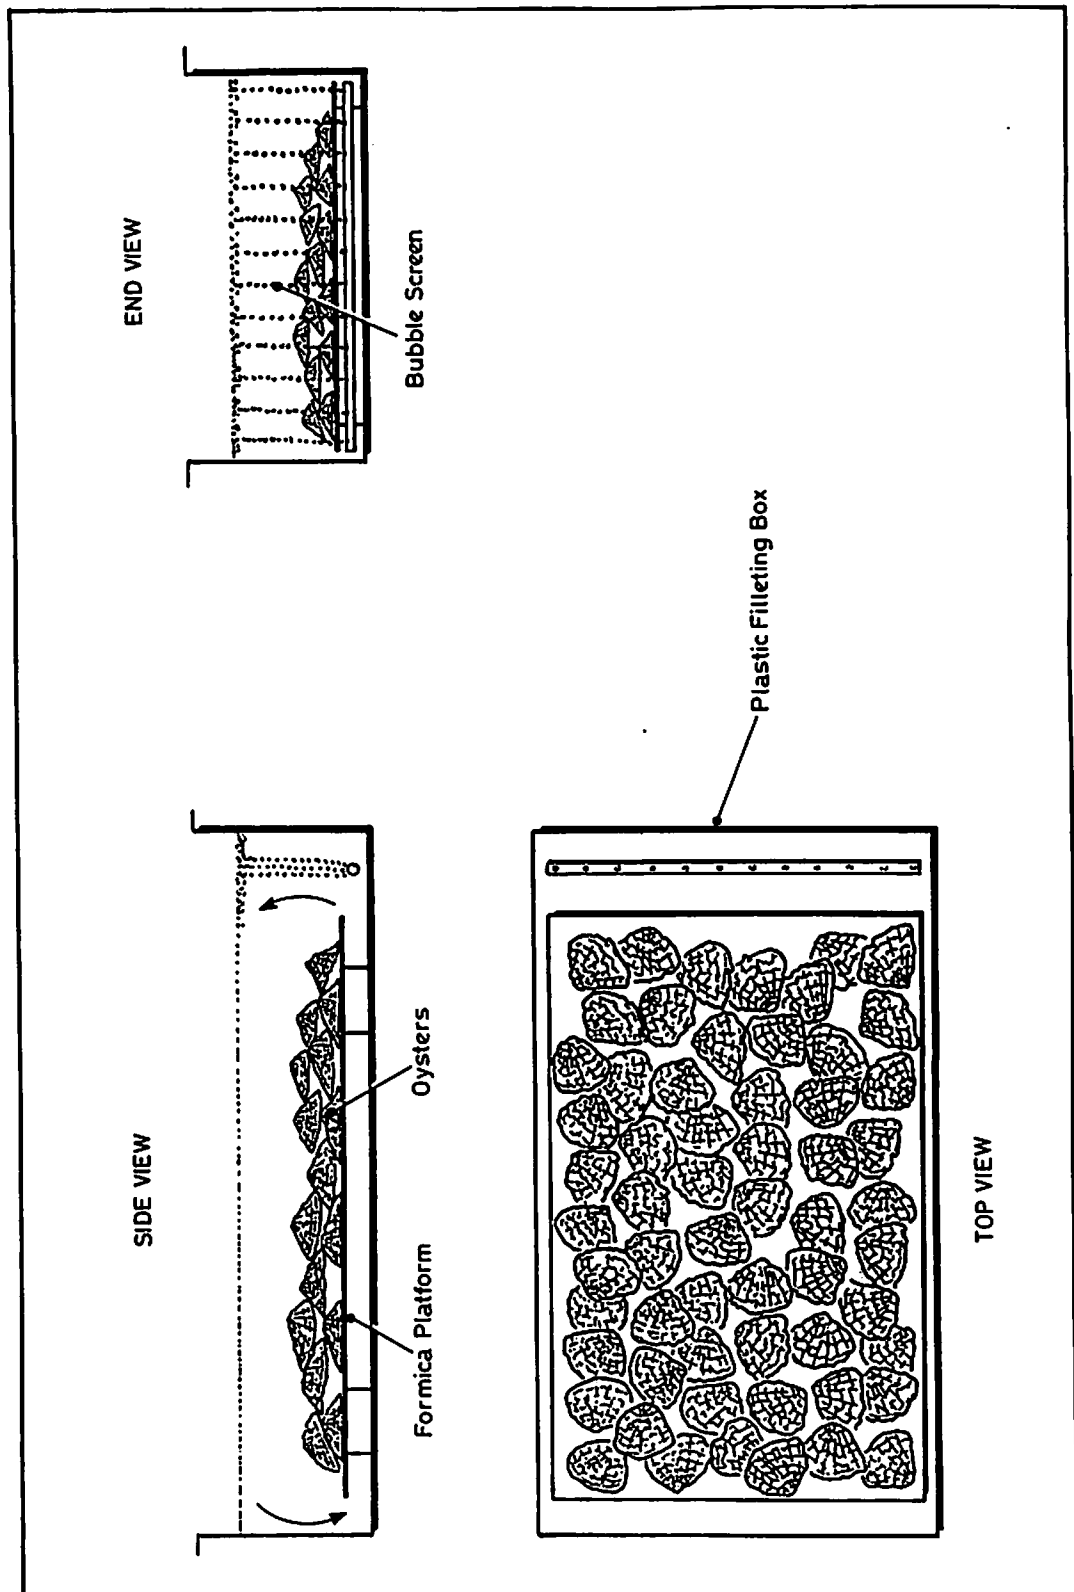 SIDE VIEW
END VIEW
Formica Platform
Oysters
Bubble Screen
Plastic Filleting Box
TOP VIEW